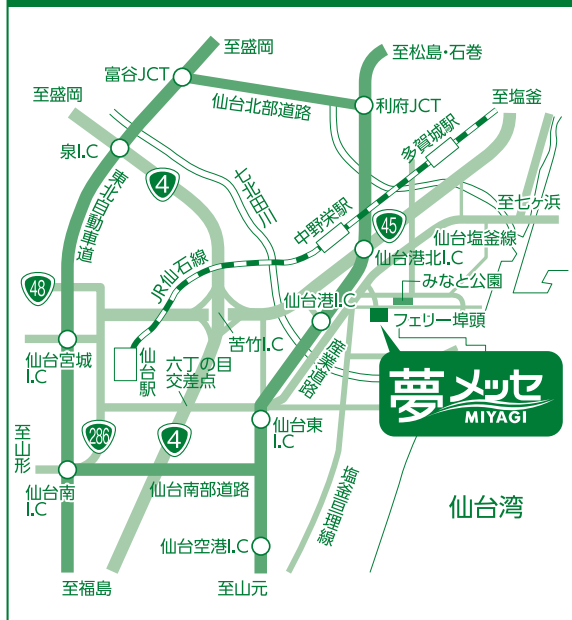 至盛岡
至松島・石巻
富谷JCT
至盛岡
仙台北部道路
利府JCT
至塩釜
多賀城駅
泉I.C
4
七北田川
東北自動車道
中野栄駅
45
至七ヶ浜
仙台塩釜線
仙台港北I.C
JR仙石線
みなと公園
48
仙台港I.C
フェリー埠頭
苦竹I.C
産業道路
仙台宮城
I.C
仙台駅
六丁の目
交差点
夢メッセ
MIYAGI
仙台東
I.C
至山形
286
4
仙台南
I.C
仙台南部道路
塩釜亘理線
仙台湾
仙台空港I.C
至福島
至山元